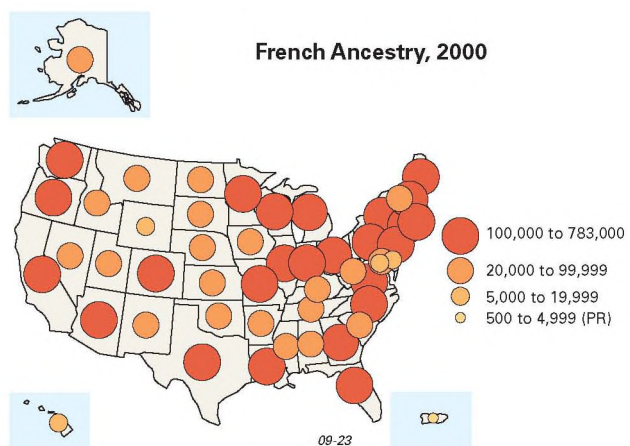 French Ancestry, 2000
100,000 to 783,000
20,000 to 99,999
5,000 to 19,999
500 to 4,999 (PR)
09-23